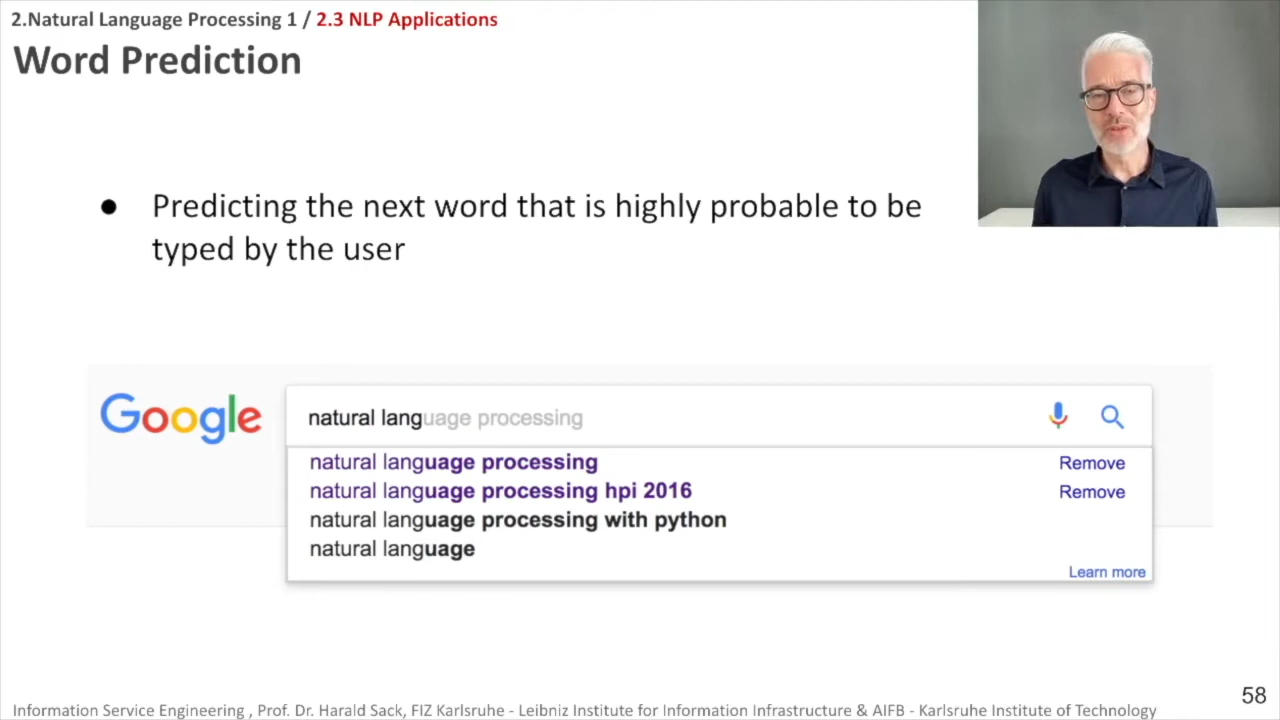 2.Natural Language Processing 1 / 2.3 NLP Applications
Word Prediction
● Predicting the next word that is highly probable to be
typed by the user
Google
natural language processing
natural language processing Remove
natural language processing hpi 2016 Remove
natural language processing with python
natural language
Learn more
58
Information Service Engineering , Prof. Dr. Harald Sack, FIZ Karlsruhe - Leibniz Institute for Information Infrastructure & AIFB - Karlsruhe Institute of Technology